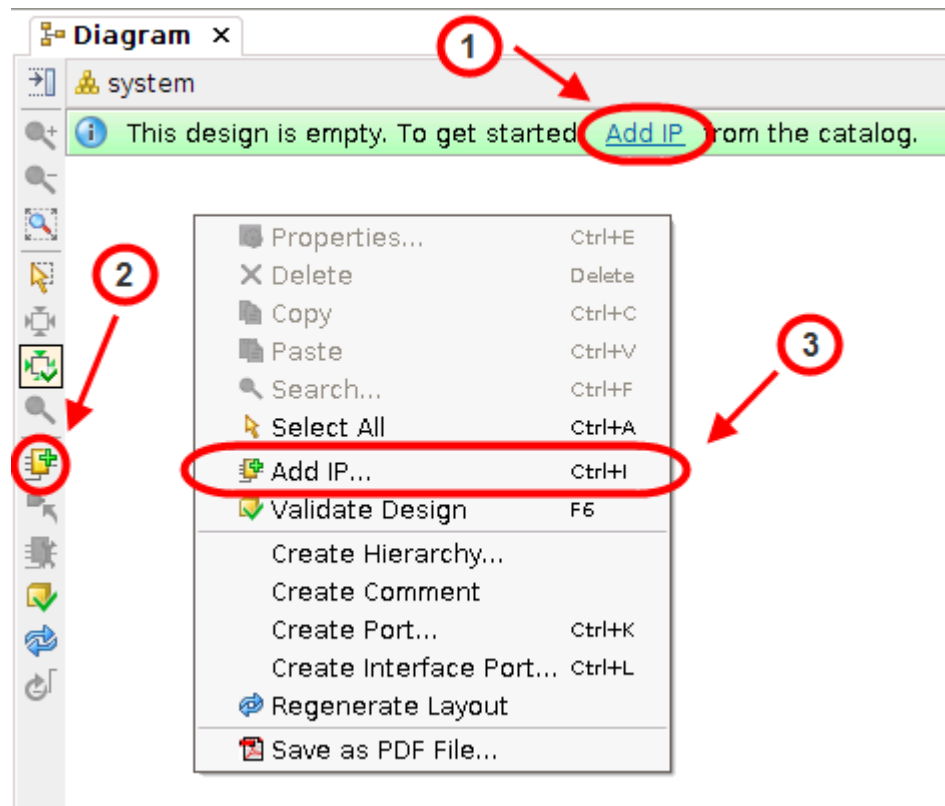 Diagram ×
1
system
This design is empty. To get started Add IP from the catalog.
Properties... Ctrl+E
2
Delete Delete
Copy Ctrl+C
Paste Ctrl+V
3
Search... Ctrl+F
Select All Ctrl+A
Add IP... Ctrl+I
Validate Design F6
Create Hierarchy...
Create Comment
Create Port... Ctrl+K
Create Interface Port... Ctrl+L
Regenerate Layout
Save as PDF File...